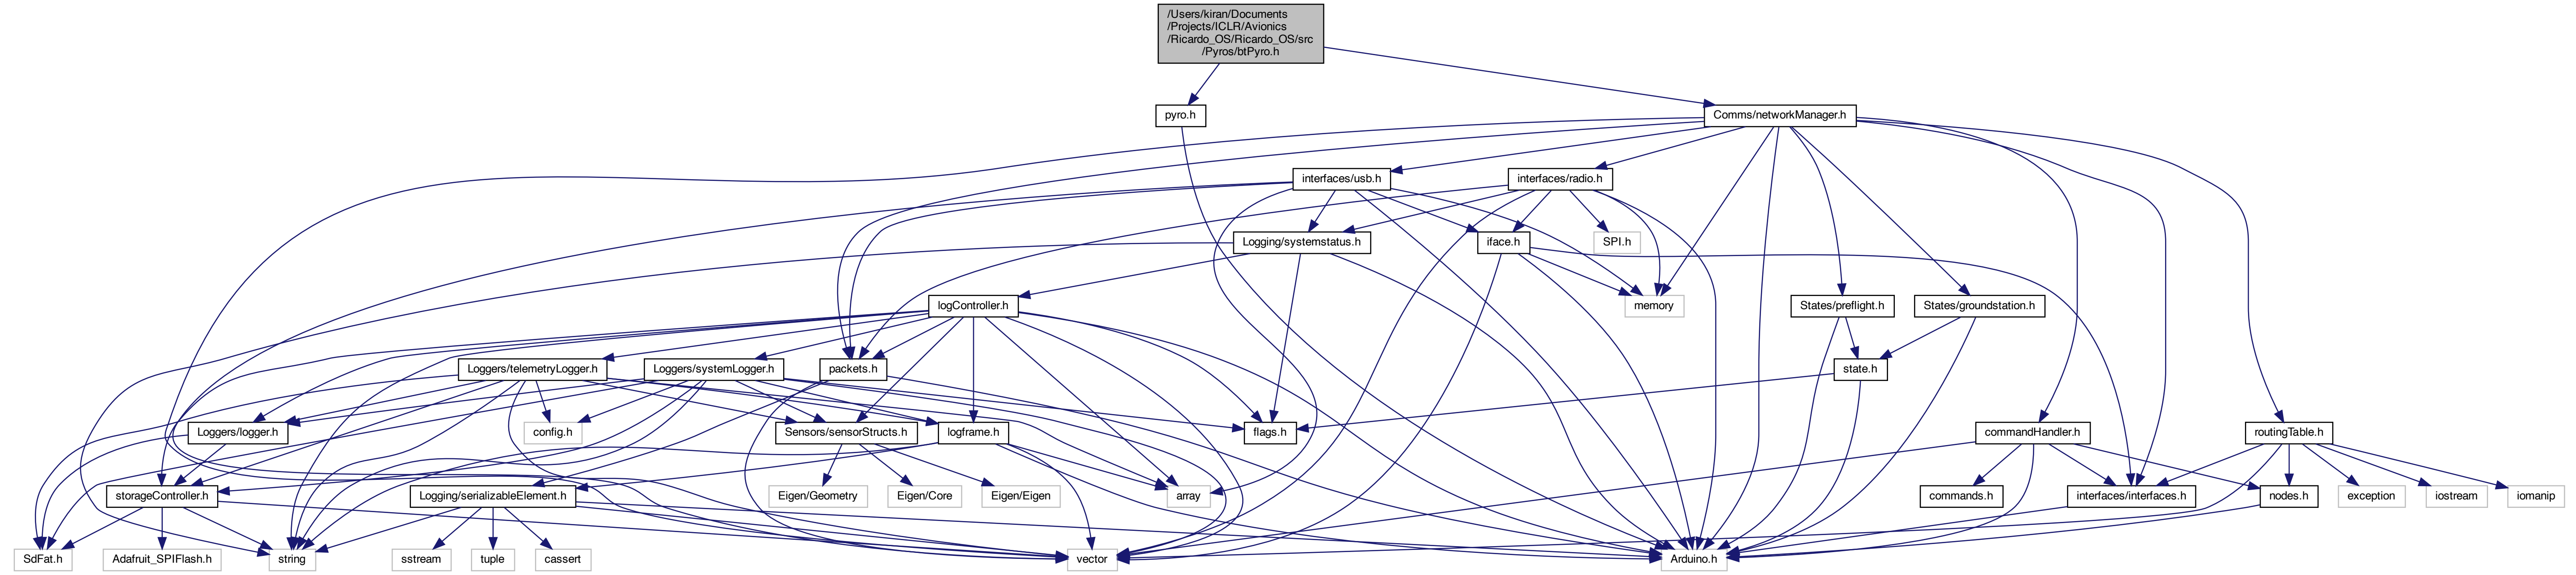 /Users/kiran/Documents
/Projects/ICLR/Avionics
/Ricardo_OS/Ricardo_OS/src
/Pyros/btPyro.h
pyro.h
Comms/networkManager.h
interfaces/usb.h
interfaces/radio.h
Logging/systemstatus.h
iface.h
SPI.h
logController.h
memory
States/preflight.h
States/groundstation.h
Loggers/telemetryLogger.h
Loggers/systemLogger.h
packets.h
state.h
Loggers/logger.h
config.h
Sensors/sensorStructs.h
logframe.h
flags.h
commandHandler.h
routingTable.h
storageController.h
Logging/serializableElement.h
Eigen/Geometry
Eigen/Core
Eigen/Eigen
array
commands.h
interfaces/interfaces.h
nodes.h
exception
iostream
iomanip
SdFat.h
Adafruit_SPIFlash.h
string
sstream
tuple
cassert
vector
Arduino.h